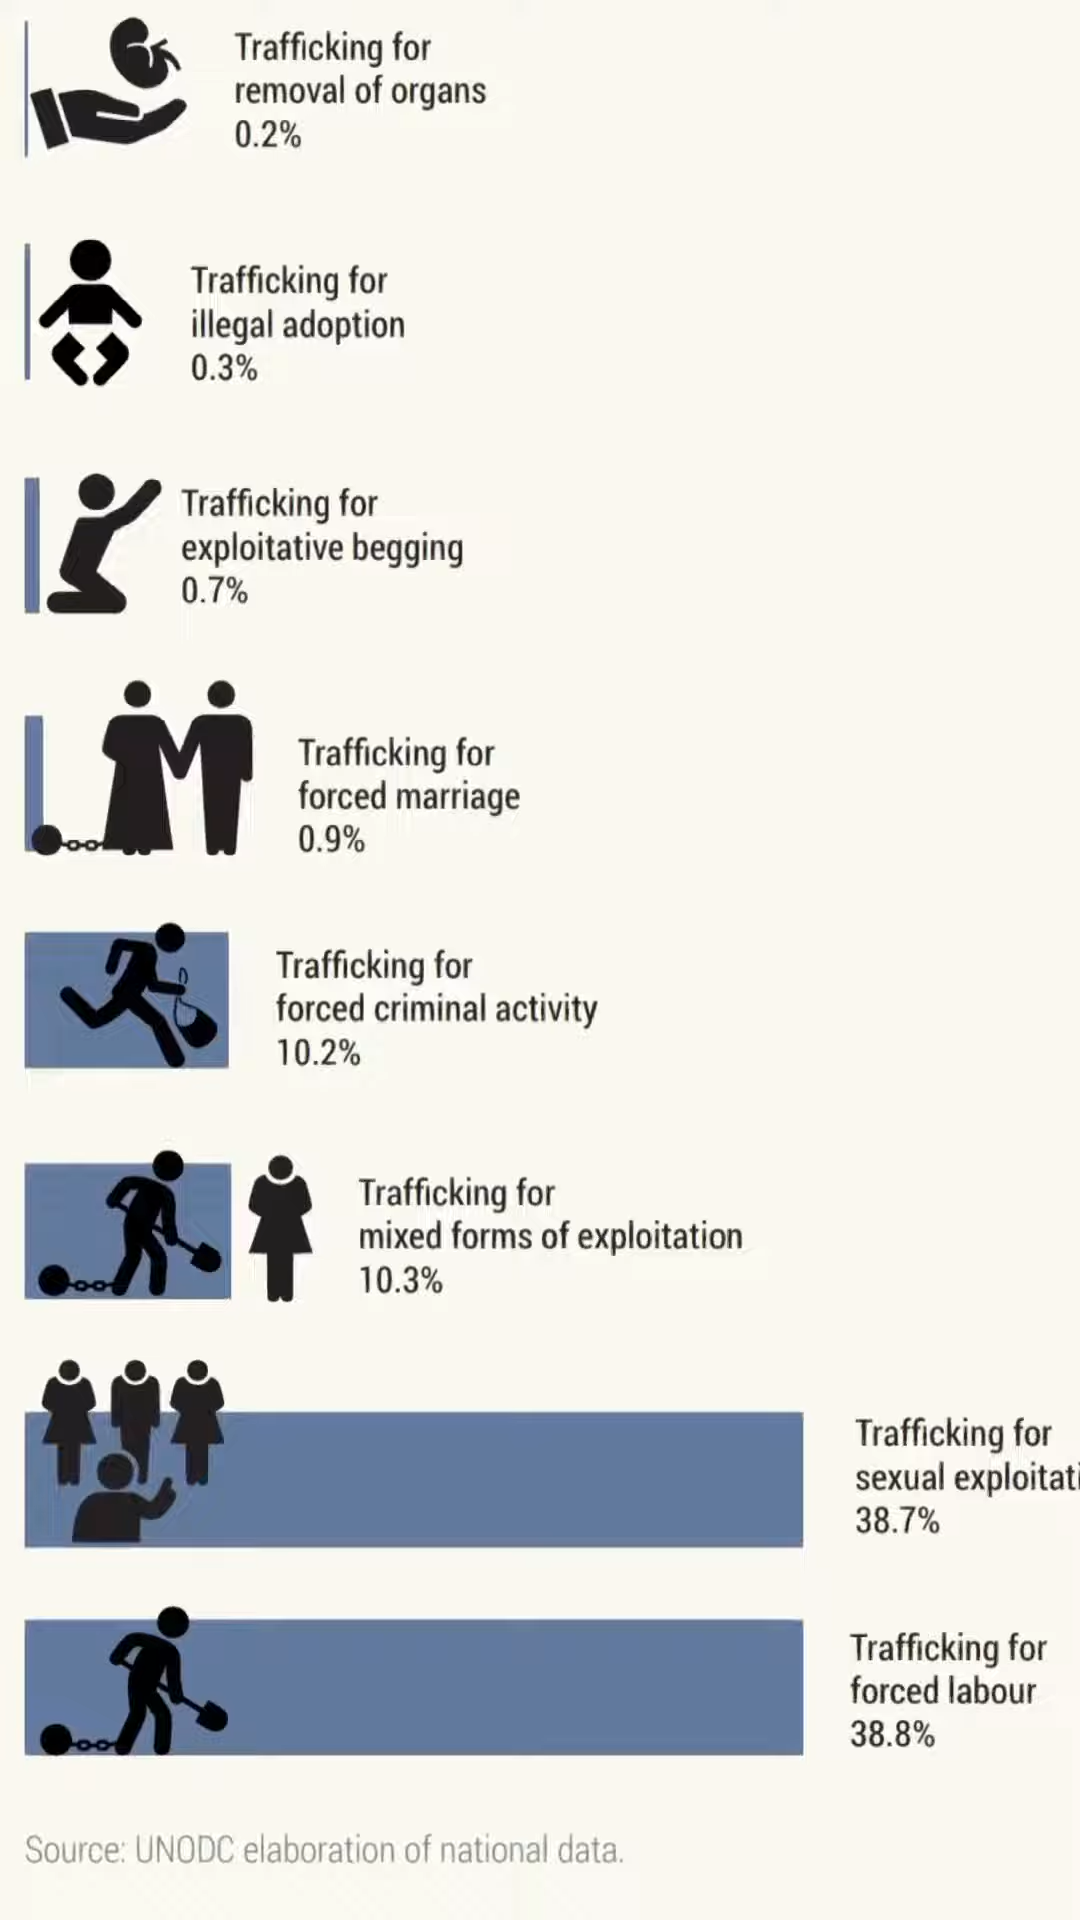 Trafficking for
removal of organs
0.2%
Trafficking for
illegal adoption
0.3%
Trafficking for
exploitative begging
0.7%
Trafficking for
forced marriage
0.9%
Trafficking for
forced criminal activity
10.2%
Trafficking for
mixed forms of exploitation
10.3%
Trafficking for
sexual exploitati
38.7%
Trafficking for
forced labour
38.8%
Source: UNODC elaboration of national data.